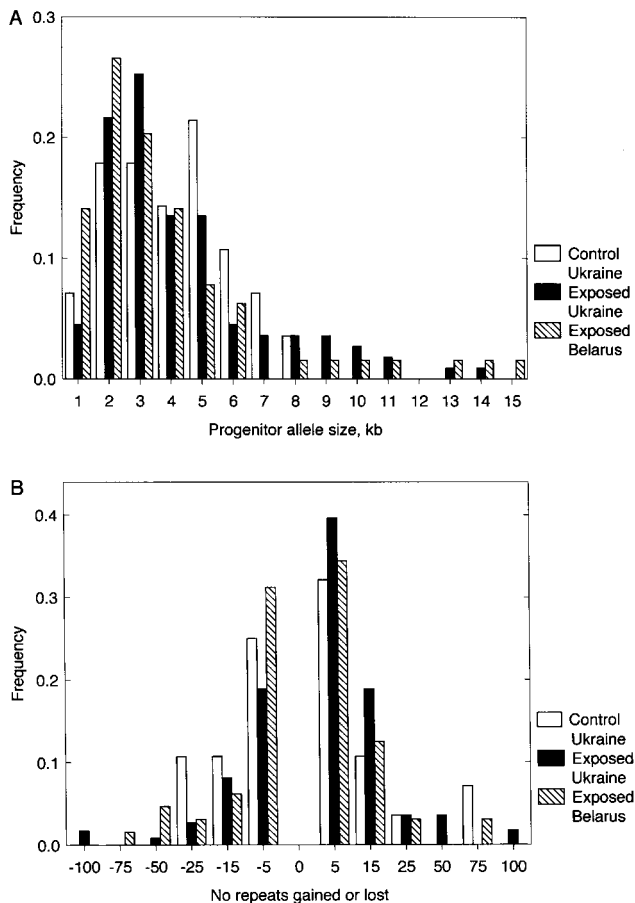 A
0.3
0.2
0.1
0.0
Frequency
1 2 3 4 5 6 7 8 9 10 11 12 13 14 15
Progenitor allele size, kb
Control
Ukraine
Exposed
Ukraine
Exposed
Belarus
B
0.4
0.3
0.2
0.1
0.0
Frequency
-100 -75 -50 -25 -15 -5 0 5 15 25 50 75 100
No repeats gained or lost
Control
Ukraine
Exposed
Ukraine
Exposed
Belarus